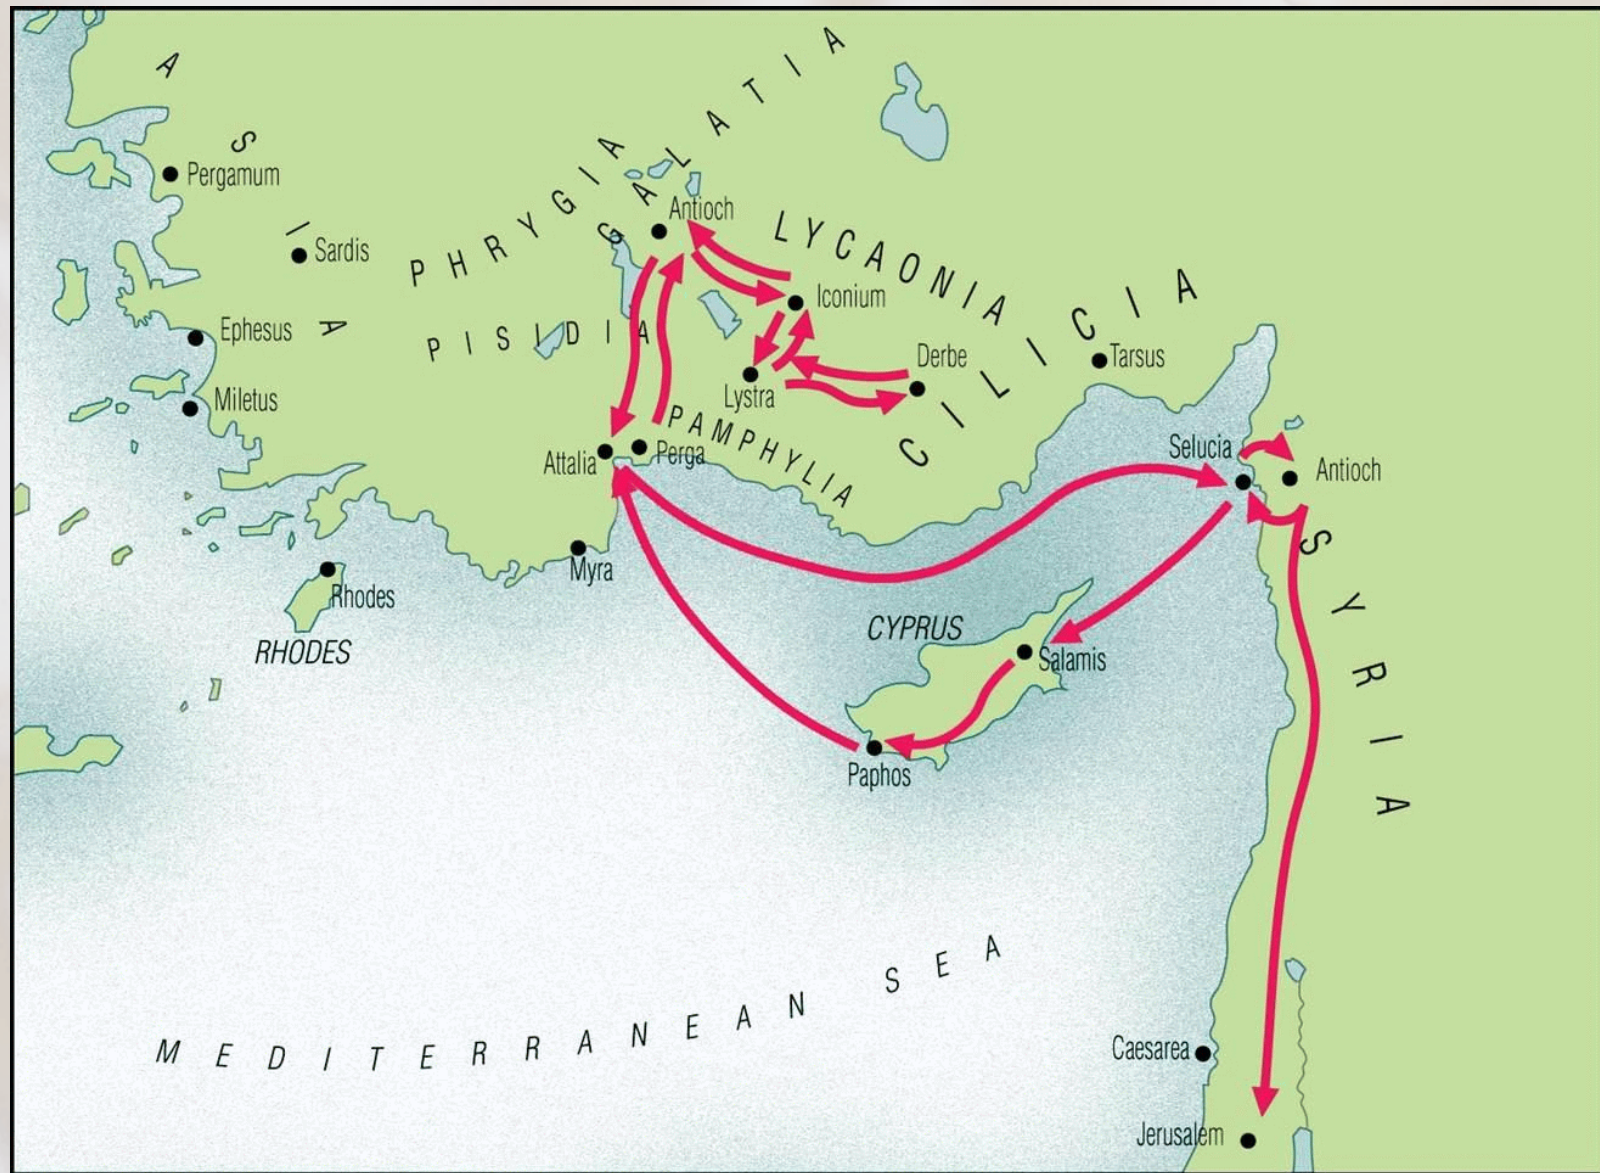 ASIA
Pergamum
Sardis
Ephesus
Miletus
PHRYGIA
GALATIA
Antioch
LYCAONIA
Iconium
PISIDIA
Lystra
Derbe
CILICIA
Tarsus
PAMPHYLIA
Attalia
Perga
Selucia
Antioch
Myra
Rhodes
RHODES
CYPRUS
Salamis
Paphos
SYRIA
MEDITERRANEAN SEA
Caesarea
Jerusalem